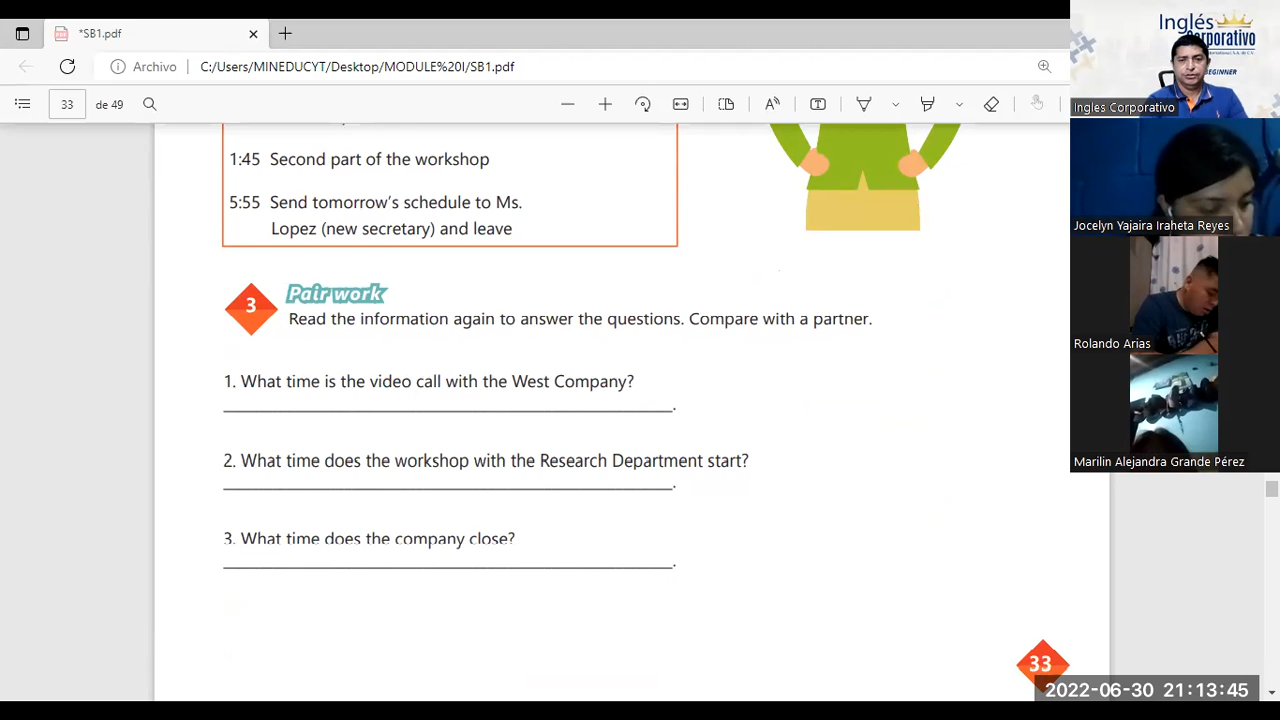 *SB1.pdf
Archivo
C:/Users/MINEDUCYT/Desktop/MODULE%20I/SB1.pdf
33 de 49
1:45 Second part of the workshop
5:55 Send tomorrow's schedule to Ms.
Lopez (new secretary) and leave
3 Pair work
Read the information again to answer the questions. Compare with a partner.
1. What time is the video call with the West Company?
2. What time does the workshop with the Research Department start?
3. What time does the company close?
33
Inglés
Corporativo
BEGINNER
Ingles Corporativo
Jocelyn Yajaira Iraheta Reyes
Rolando Arias
Marilin Alejandra Grande Pérez
2022-06-30 21:13:45